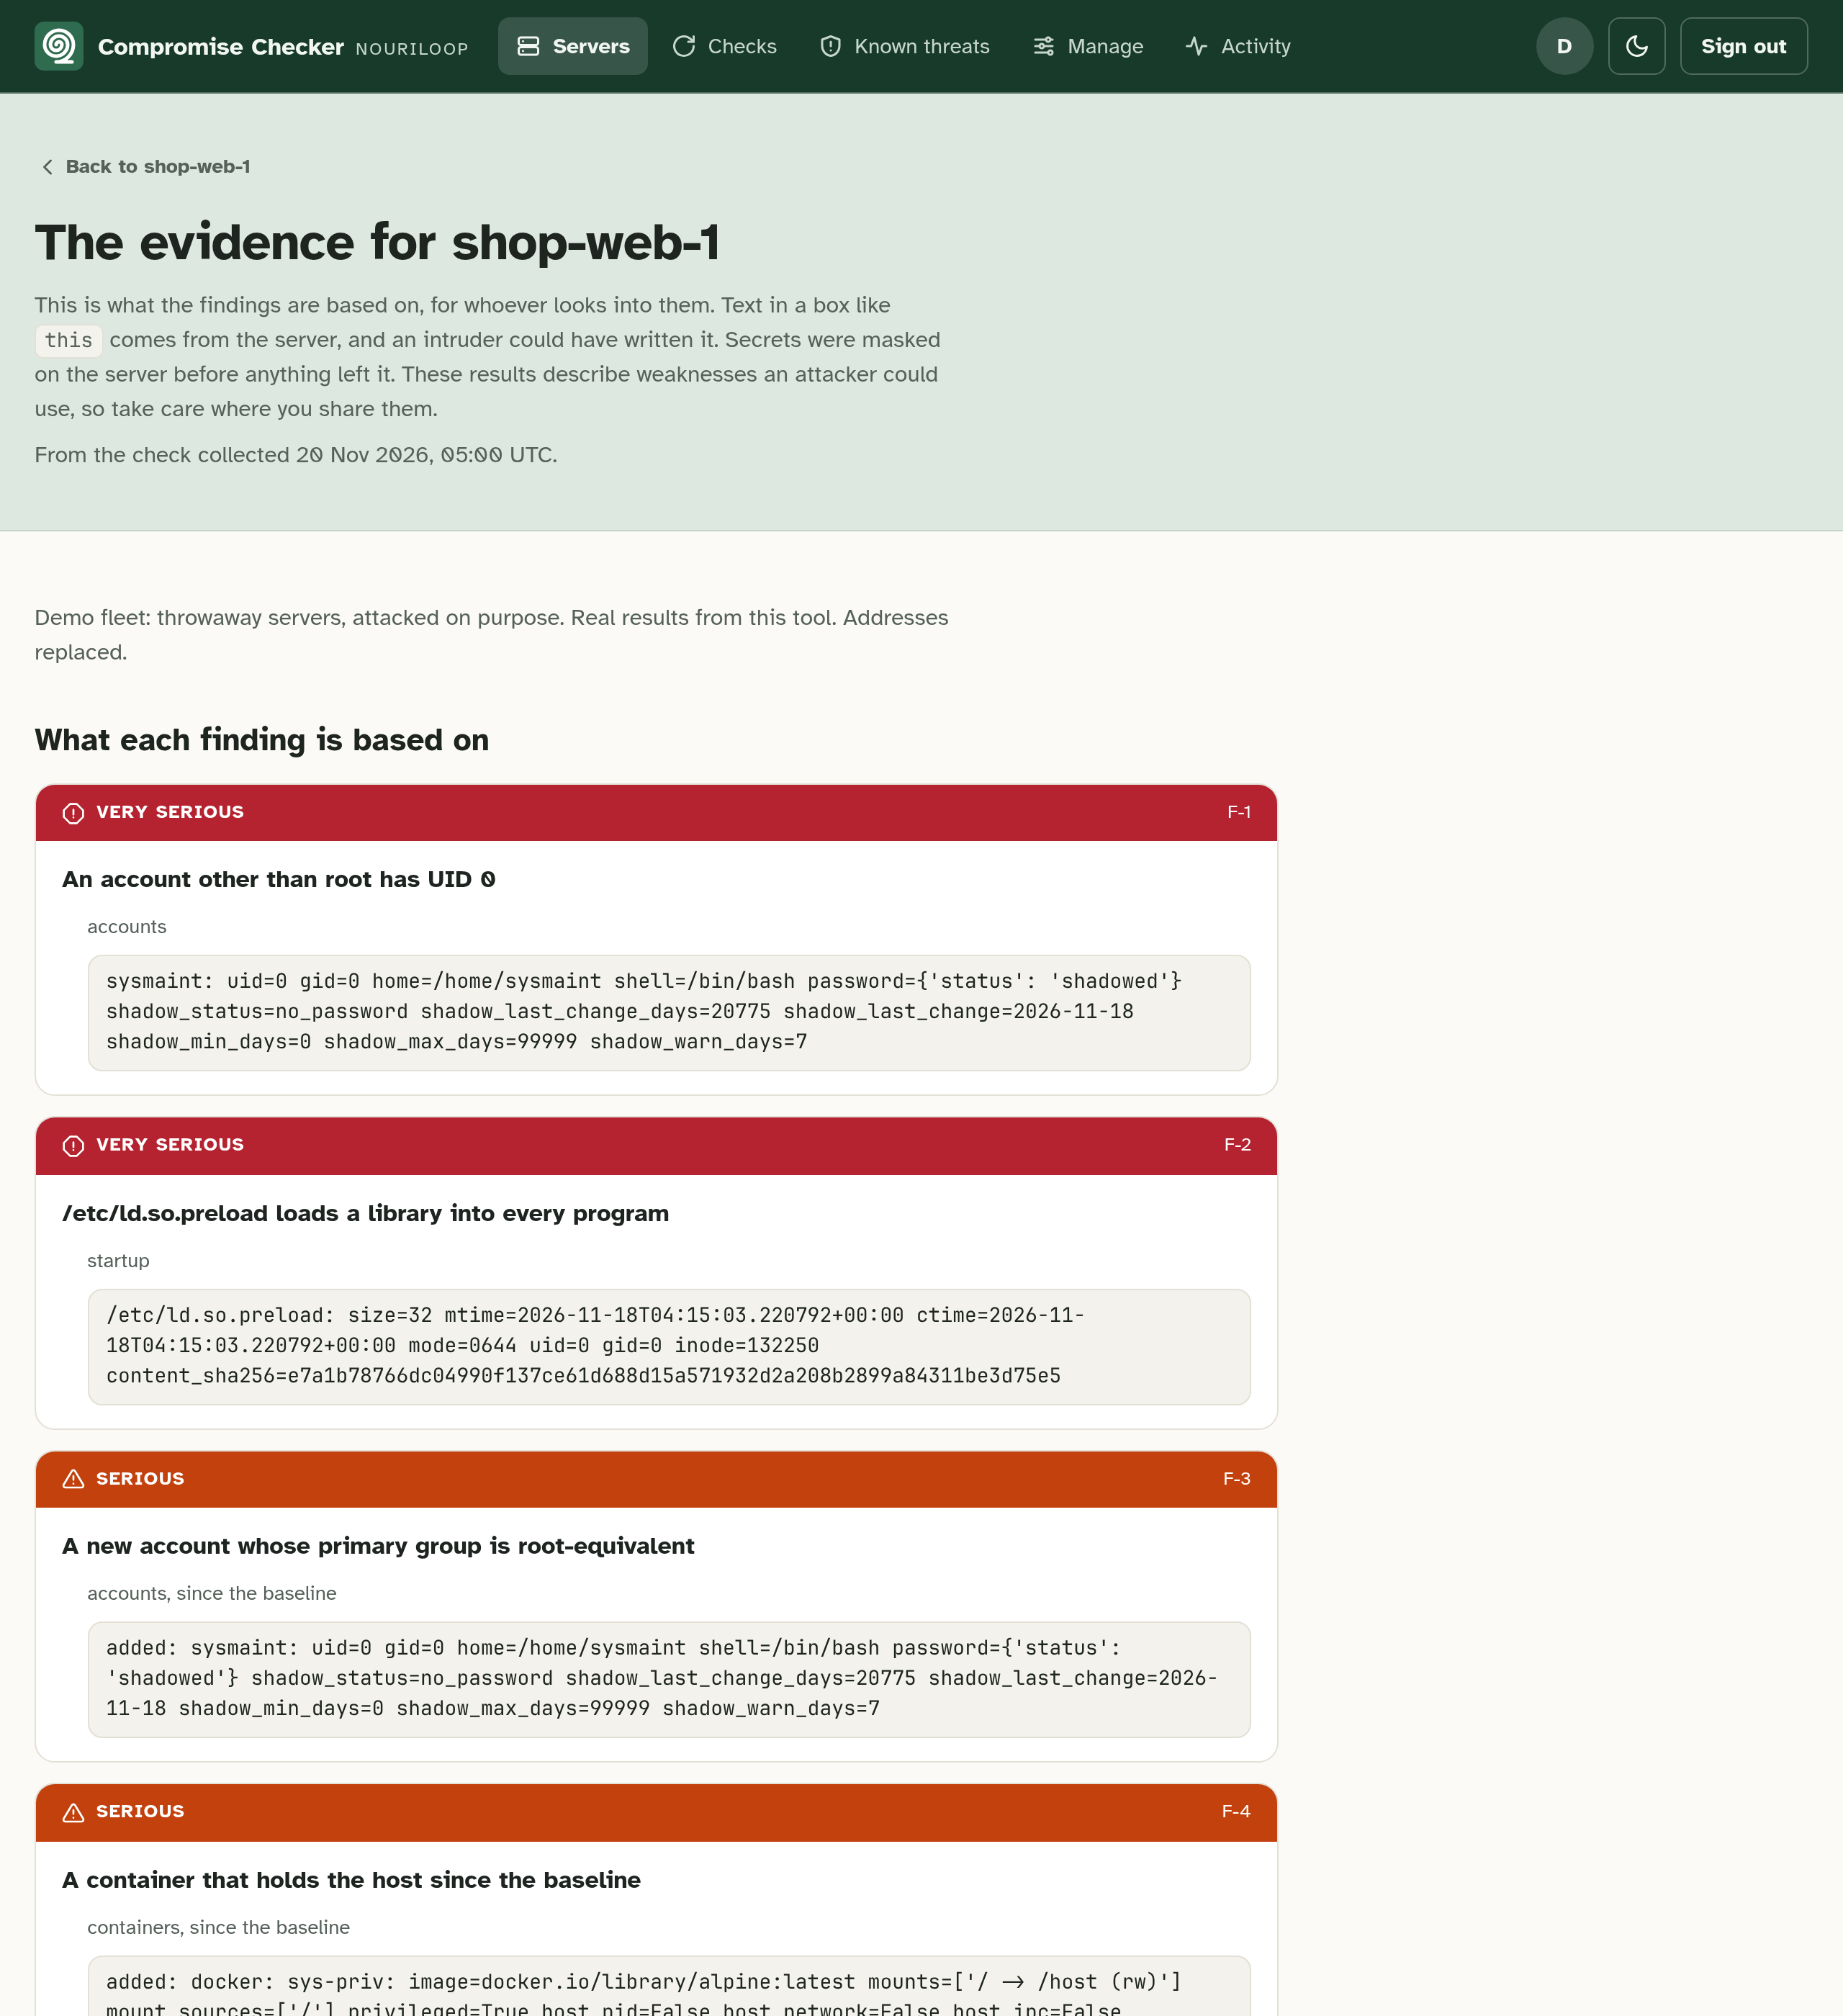 Compromise Checker NOURILOOP
Servers
Checks
Known threats
Manage
Activity
D
Sign out
Back to shop-web-1
The evidence for shop-web-1
This is what the findings are based on, for whoever looks into them. Text in a box like
this comes from the server, and an intruder could have written it. Secrets were masked
on the server before anything left it. These results describe weaknesses an attacker could
use, so take care where you share them.
From the check collected 20 Nov 2026, 05:00 UTC.
Demo fleet: throwaway servers, attacked on purpose. Real results from this tool. Addresses
replaced.
What each finding is based on
VERY SERIOUS
F-1
An account other than root has UID 0
accounts
sysmaint: uid=0 gid=0 home=/home/sysmaint shell=/bin/bash password={'status': 'shadowed'}
shadow_status=no_password shadow_last_change_days=20775 shadow_last_change=2026-11-18
shadow_min_days=0 shadow_max_days=99999 shadow_warn_days=7
VERY SERIOUS
F-2
/etc/ld.so.preload loads a library into every program
startup
/etc/ld.so.preload: size=32 mtime=2026-11-18T04:15:03.220792+00:00 ctime=2026-11-
18T04:15:03.220792+00:00 mode=0644 uid=0 gid=0 inode=132250
content_sha256=e7a1b78766dc04990f137ce61d688d15a571932d2a208b2899a84311be3d75e5
SERIOUS
F-3
A new account whose primary group is root-equivalent
accounts, since the baseline
added: sysmaint: uid=0 gid=0 home=/home/sysmaint shell=/bin/bash password={'status':
'shadowed'} shadow_status=no_password shadow_last_change_days=20775 shadow_last_change=2026-
11-18 shadow_min_days=0 shadow_max_days=99999 shadow_warn_days=7
SERIOUS
F-4
A container that holds the host since the baseline
containers, since the baseline
added: docker: sys-priv: image=docker.io/library/alpine:latest mounts=['/ -> /host (rw)']
mount_sources=['/'] privileged=True host_pid=False host_network=False host_ipc=False